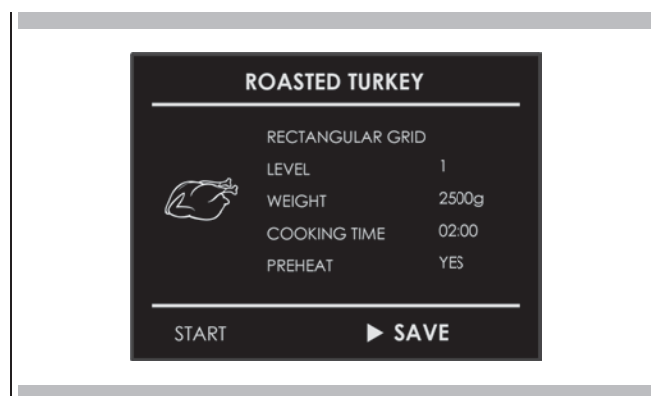 ROASTED TURKEY
RECTANGULAR GRID
LEVEL 1
WEIGHT 2500g
COOKING TIME 02:00
PREHEAT YES
START ▶ SAVE